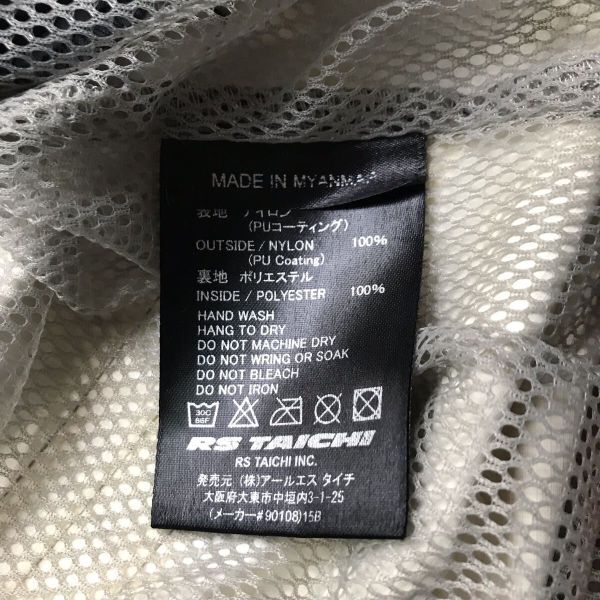 MADE IN MYANMAR
表地 ナイロン
(PUコーティング)
OUTSIDE / NYLON 100%
(PU Coating)
裏地 ポリエステル
INSIDE / POLYESTER 100%
HAND WASH
HANG TO DRY
DO NOT MACHINE DRY
DO NOT WRING OR SOAK
DO NOT BLEACH
DO NOT IRON
30C
86F
RS TAICHI
RS TAICHI INC.
発売元 (株)アールエス タイチ
大阪府大東市中垣内3-1-25
(メーカー#90108)15B